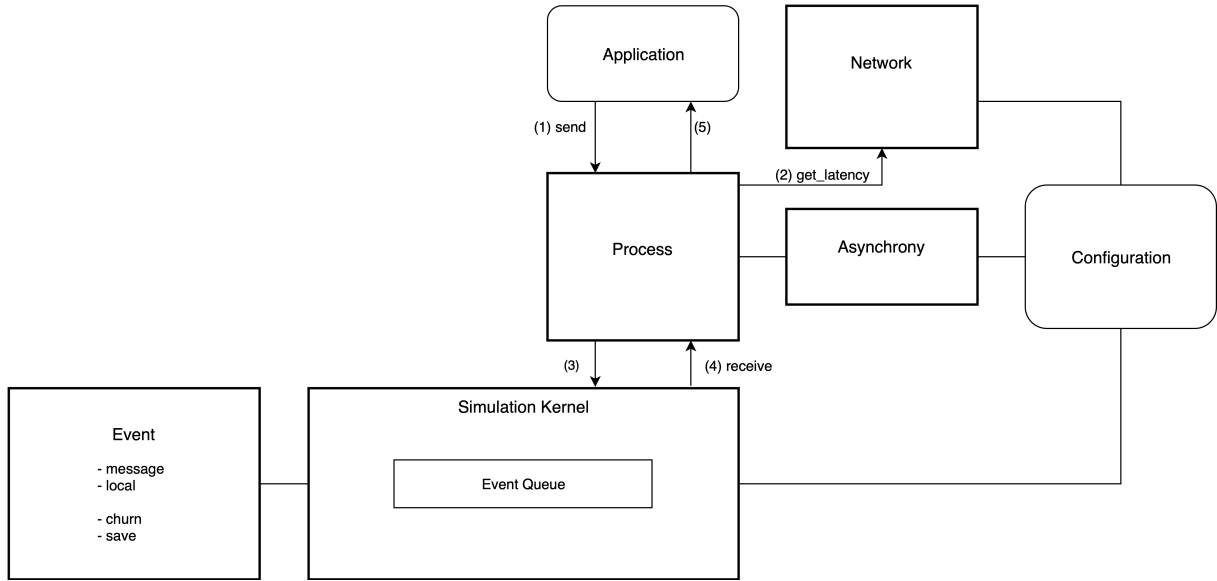 Application
Network
(1) send
(5)
(2) get_latency
Process
Asynchrony
Configuration
(3)
(4) receive
Simulation Kernel
Event
- message
- local
- churn
- save
Event Queue